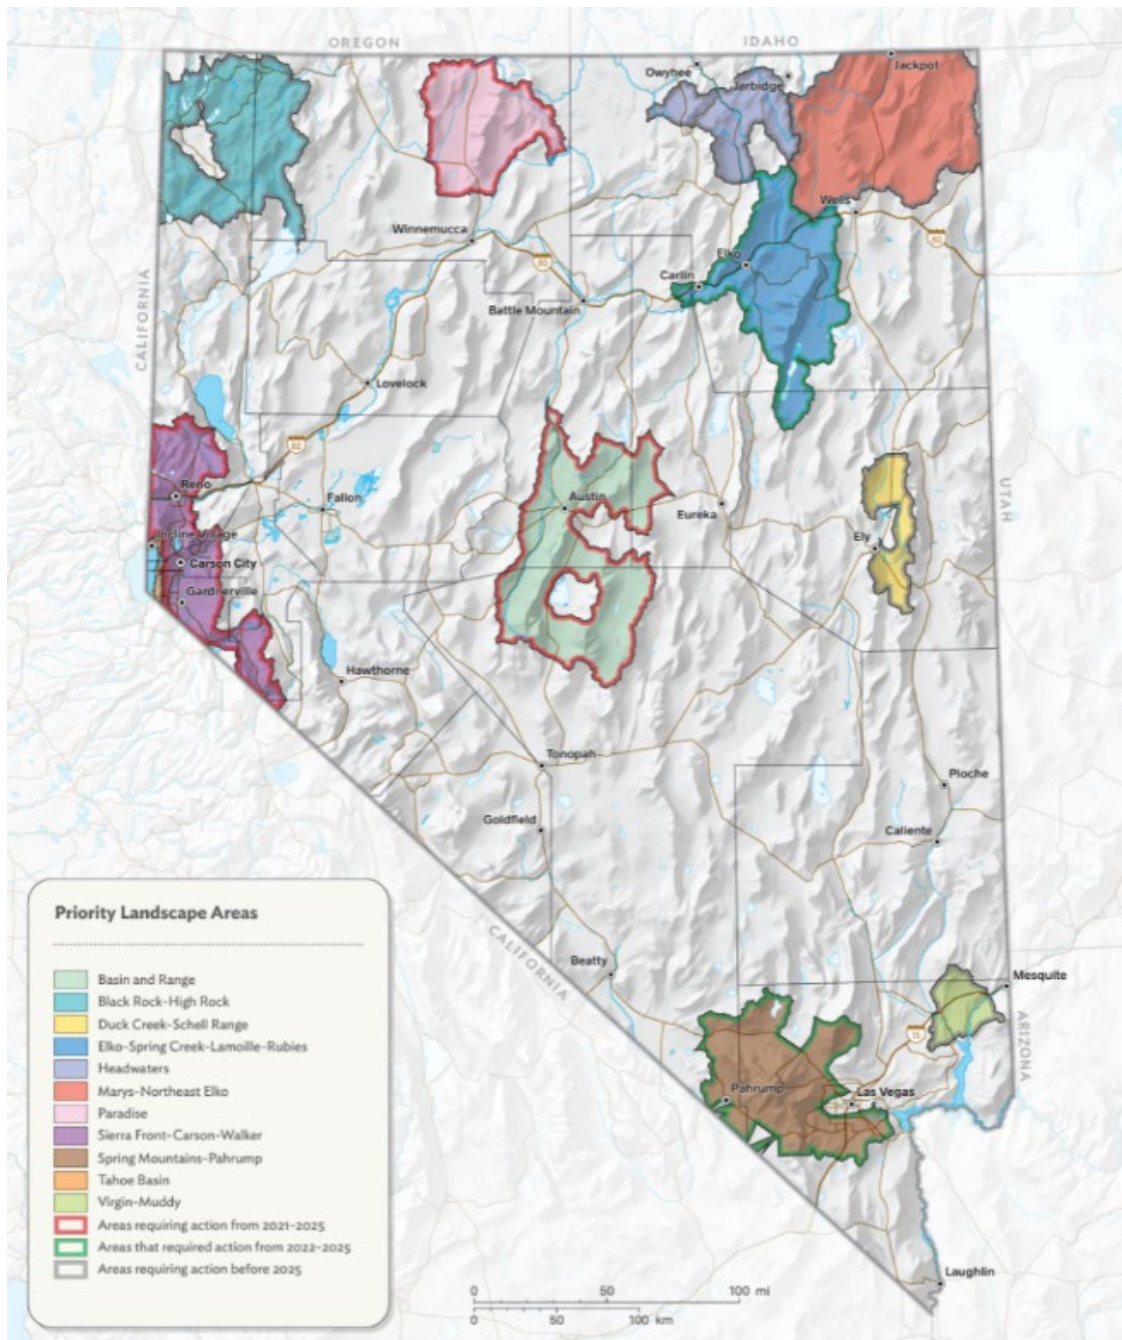 OREGON
IDAHO
Owyhee
Jarbidge
Jackpot
Wells
Winnemucca
80
80
Elko
Carlin
Battle Mountain
CALIFORNIA
Lovelock
80
Reno
Fallon
Austin
Eureka
Ely
UTAH
Incline Village
Carson City
Gardnerville
Hawthorne
Tonopah
Pioche
Goldfield
Caliente
CALIFORNIA
Beatty
Mesquite
15
ARIZONA
Pahrump
Las Vegas
Laughlin
Priority Landscape Areas
Basin and Range
Black Rock-High Rock
Duck Creek-Schell Range
Elko-Spring Creek-Lamoille-Rubies
Headwaters
Marys-Northeast Elko
Paradise
Sierra Front-Carson-Walker
Spring Mountains-Pahrump
Tahoe Basin
Virgin-Muddy
Areas requiring action from 2021-2025
Areas that required action from 2022-2025
Areas requiring action before 2025
0 50 100 mi
0 50 100 km